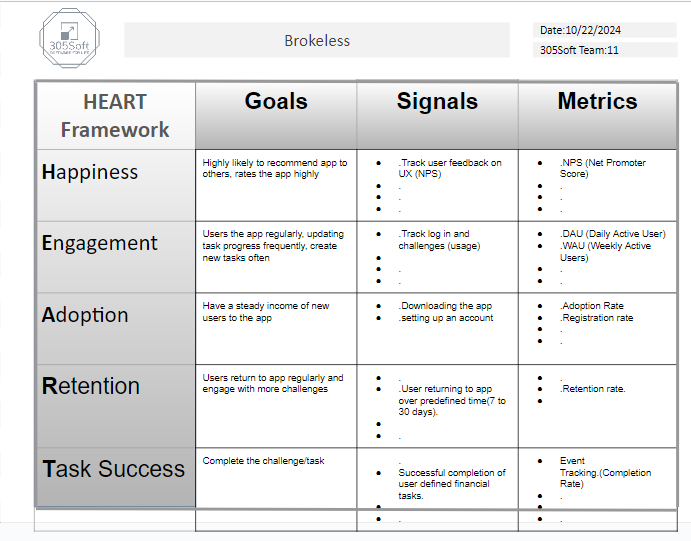 305Soft
SOFTWARE FOR LIFE
Brokeless
Date:10/22/2024
305Soft Team:11
HEART
Framework
Goals
Signals
Metrics
Happiness
Highly likely to recommend app to
others, rates the app highly
• .Track user feedback on
UX (NPS)
• .
• .
• .
• .NPS (Net Promoter
Score)
• .
• .
• .
Engagement
Users the app regularly, updating
task progress frequently, create
new tasks often
• .Track log in and
challenges (usage)
•
• .
• .
• .DAU (Daily Active User)
• .WAU (Weekly Active
Users)
• .
• .
Adoption
Have a steady income of new
users to the app
• .Downloading the app
• .setting up an account
• .Adoption Rate
• .Registration rate
• .
• .
Retention
Users return to app regularly and
engage with more challenges
• .
• .User returning to app
over predefined time(7 to
30 days).
•
• .
• .
• .Retention rate.
•
Task Success
Complete the challenge/task
.
• Successful completion of
user defined financial
tasks.
•
• .
• Event
Tracking.(Completion
Rate)
• .
• .
• .